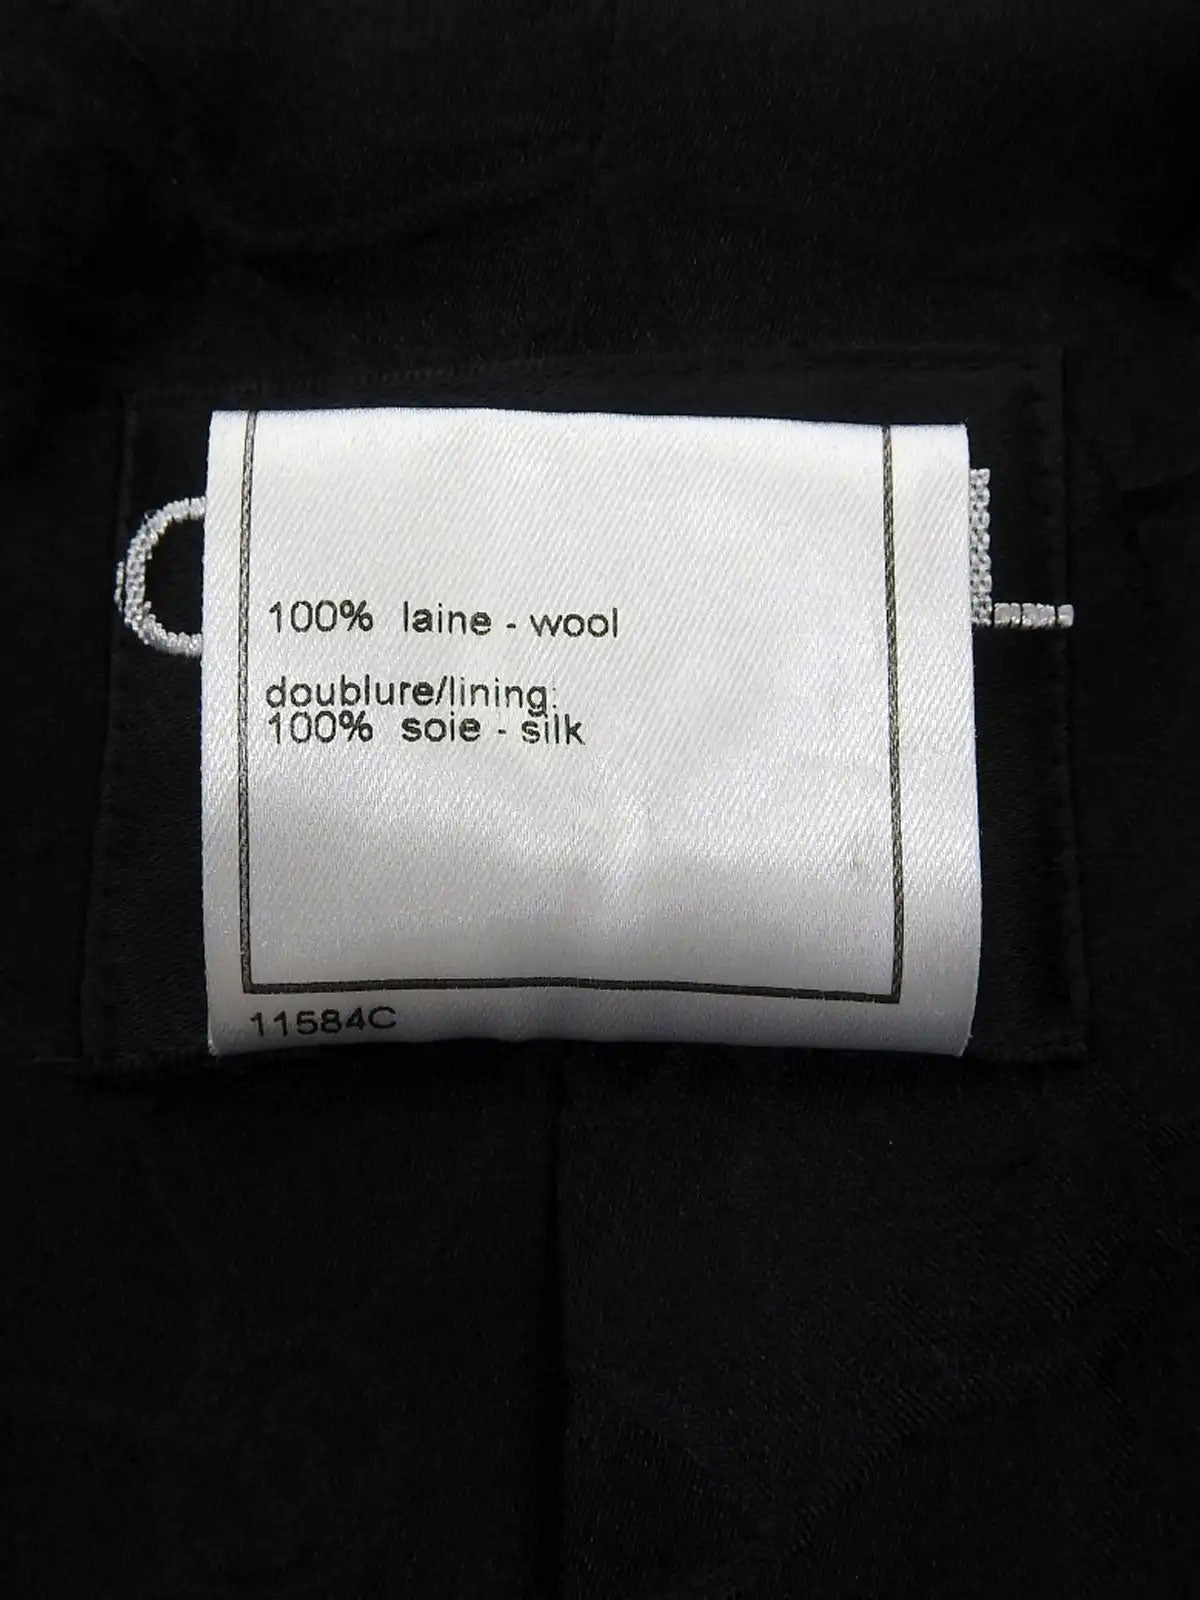 100% laine - wool
doublure/lining:
100% soie - silk
11584C